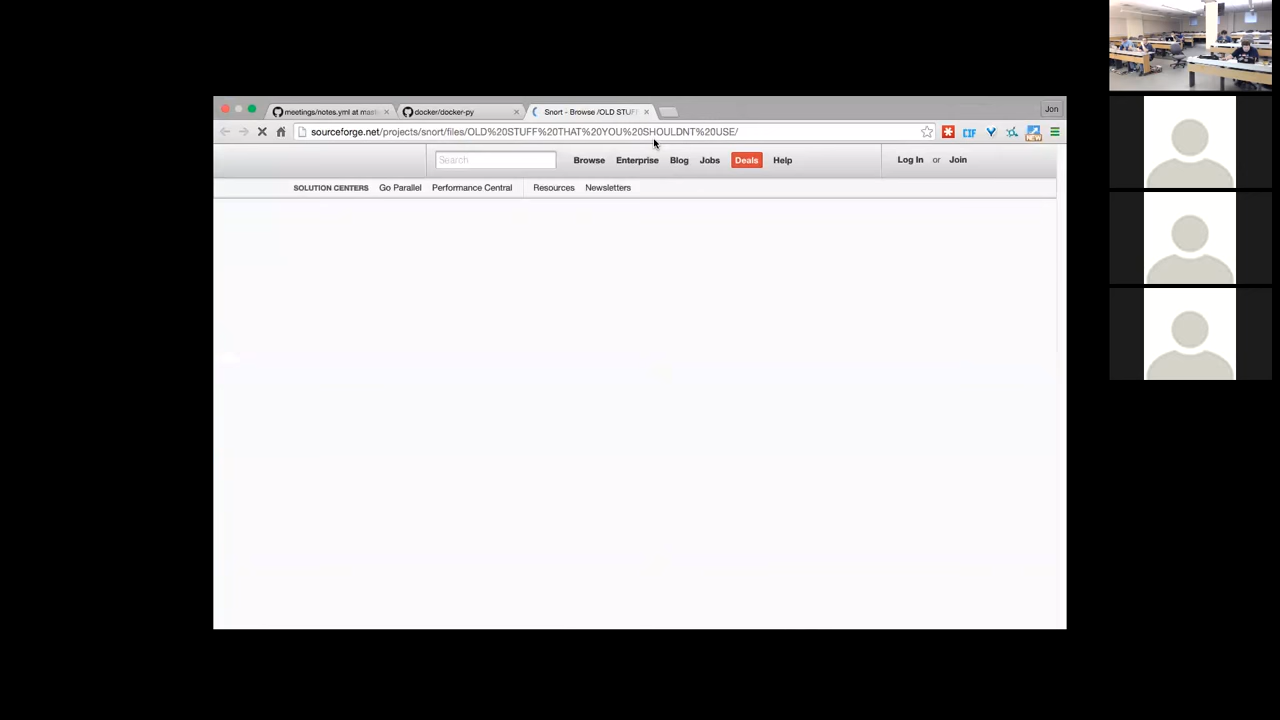 meetings/notes.yml at mast
docker/docker-py
Snort - Browse /OLD STUF
Jon
sourceforge.net/projects/snort/files/OLD%20STUFF%20THAT%20YOU%20SHOULDNT%20USE/
CIF
NEW
Search
Browse
Enterprise
Blog
Jobs
Deals
Help
Log In or Join
SOLUTION CENTERS
Go Parallel
Performance Central
Resources
Newsletters